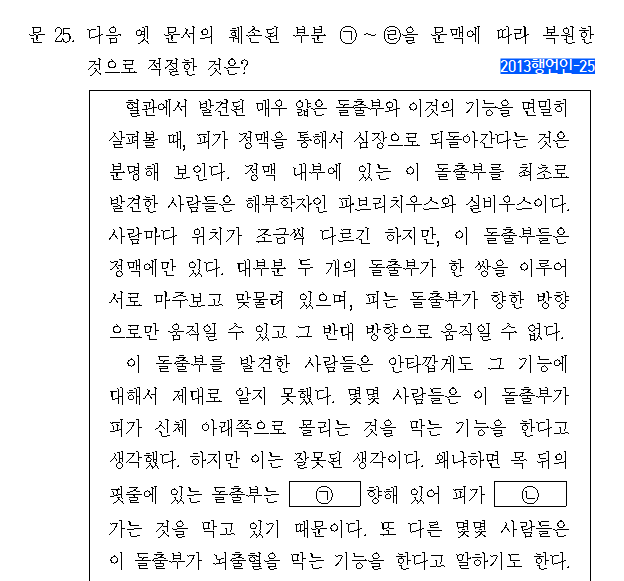 문 25. 다음 옛 문서의 훼손된 부분 ㉠~㉣을 문맥에 따라 복원한
것으로 적절한 것은?
2013행언인-25
혈관에서 발견된 매우 얇은 돌출부와 이것의 기능을 면밀히
살펴볼 때, 피가 정맥을 통해서 심장으로 되돌아간다는 것은
분명해 보인다. 정맥 내부에 있는 이 돌출부를 최초로
발견한 사람들은 해부학자인 파브리치우스와 실비우스이다.
사람마다 위치가 조금씩 다르긴 하지만, 이 돌출부들은
정맥에만 있다. 대부분 두 개의 돌출부가 한 쌍을 이루어
서로 마주보고 맞물려 있으며, 피는 돌출부가 향한 방향
으로만 움직일 수 있고 그 반대 방향으로 움직일 수 없다.
이 돌출부를 발견한 사람들은 안타깝게도 그 기능에
대해서 제대로 알지 못했다. 몇몇 사람들은 이 돌출부가
피가 신체 아래쪽으로 몰리는 것을 막는 기능을 한다고
생각했다. 하지만 이는 잘못된 생각이다. 왜냐하면 목 뒤의
핏줄에 있는 돌출부는 ㉠ 향해 있어 피가 ㉡
가는 것을 막고 있기 때문이다. 또 다른 몇몇 사람들은
이 돌출부가 뇌출혈을 막는 기능을 한다고 말하기도 한다.